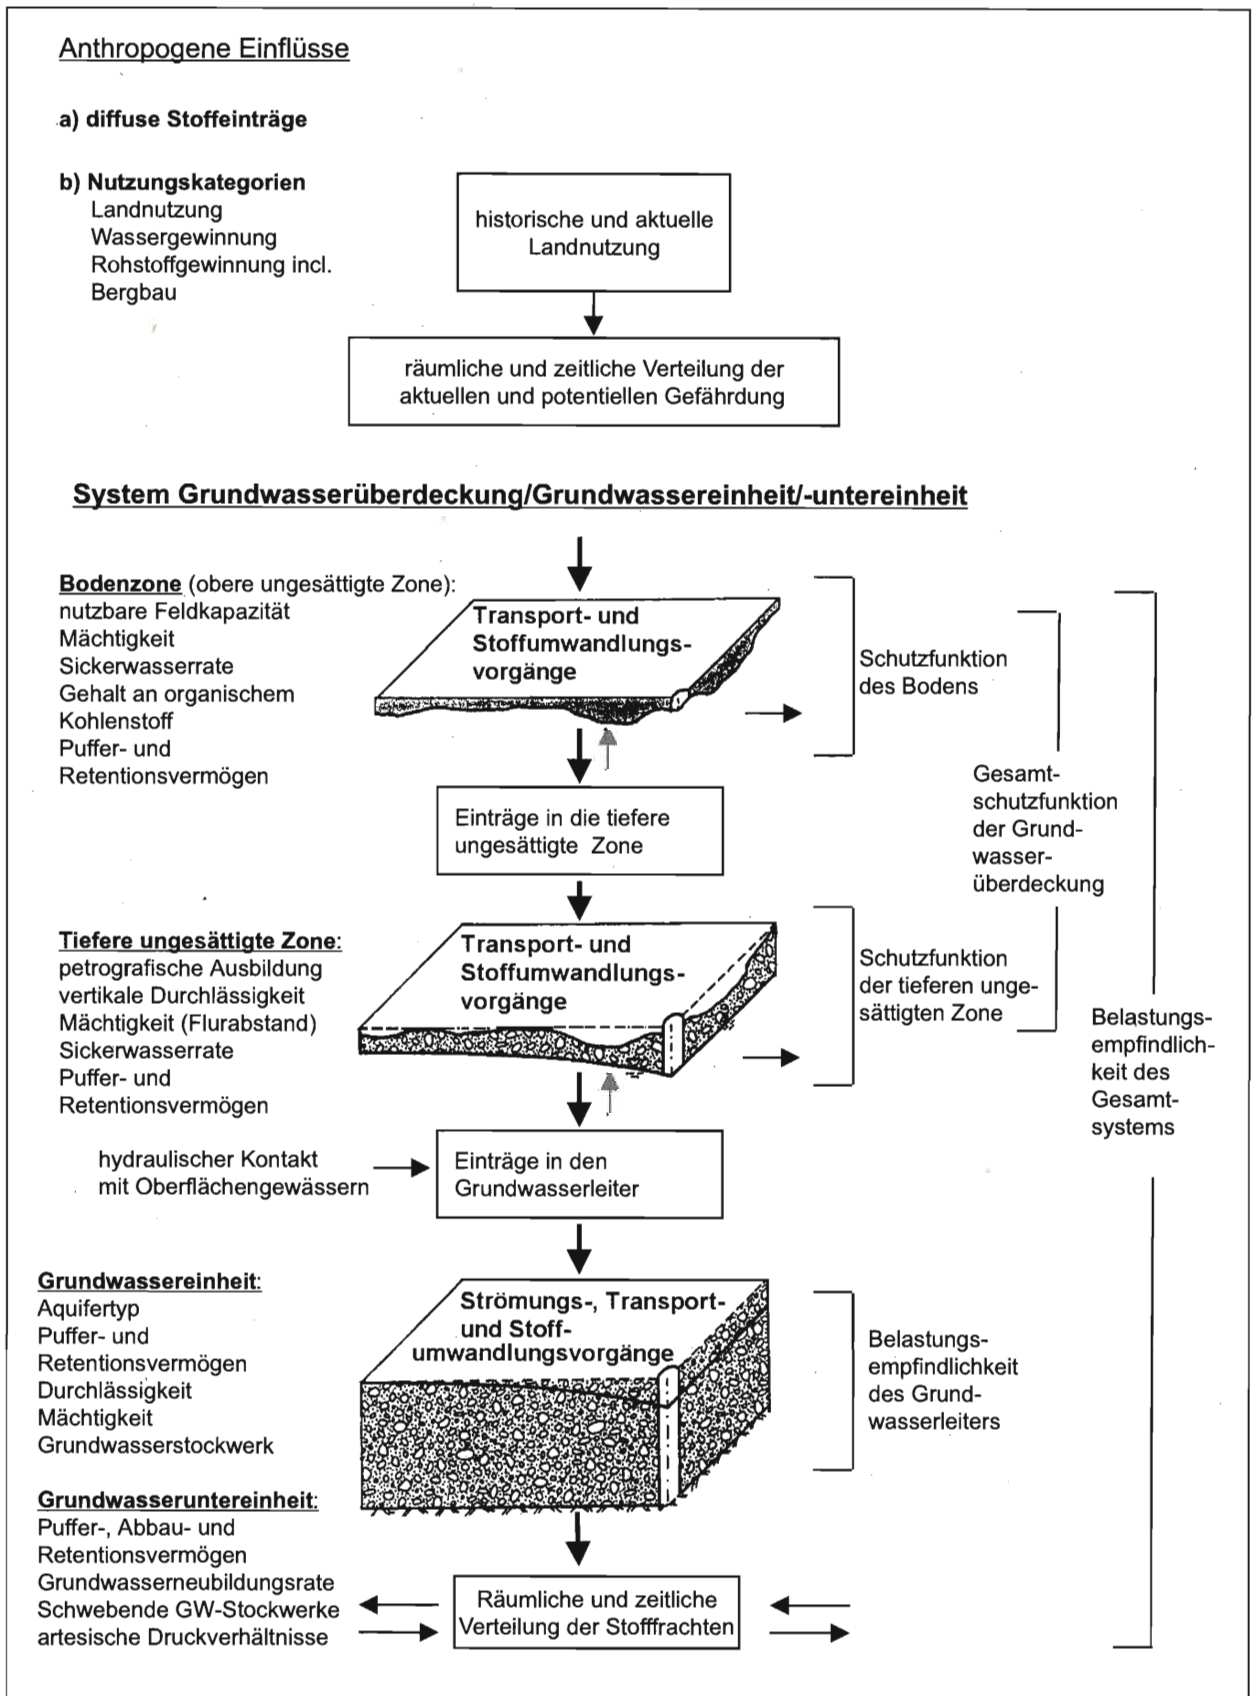 Anthropogene Einflüsse
a) diffuse Stoffeinträge
b) Nutzungskategorien
Landnutzung
Wassergewinnung
Rohstoffgewinnung incl.
Bergbau
historische und aktuelle
Landnutzung
räumliche und zeitliche Verteilung der
aktuellen und potentiellen Gefährdung
System Grundwasserüberdeckung/Grundwassereinheit/-untereinheit
Bodenzone (obere ungesättigte Zone):
nutzbare Feldkapazität
Mächtigkeit
Sickerwasserrate
Gehalt an organischem
Kohlenstoff
Puffer- und
Retentionsvermögen
Transport- und
Stoffumwandlungs-
vorgänge
Schutzfunktion
des Bodens
Einträge in die tiefere
ungesättigte Zone
Gesamt-
schutzfunktion
der Grund-
wasser-
überdeckung
Tiefere ungesättigte Zone:
petrografische Ausbildung
vertikale Durchlässigkeit
Mächtigkeit (Flurabstand)
Sickerwasserrate
Puffer- und
Retentionsvermögen
Transport- und
Stoffumwandlungs-
vorgänge
Schutzfunktion
der tieferen unge-
sättigten Zone
Belastungs-
empfindlich-
keit des
Gesamt-
systems
hydraulischer Kontakt
mit Oberflächengewässern
Einträge in den
Grundwasserleiter
Grundwassereinheit:
Aquifertyp
Puffer- und
Retentionsvermögen
Durchlässigkeit
Mächtigkeit
Grundwasserstockwerk
Strömungs-, Transport-
und Stoff-
umwandlungsvorgänge
Belastungs-
empfindlichkeit
des Grund-
wasserleiters
Grundwasseruntereinheit:
Puffer-, Abbau- und
Retentionsvermögen
Grundwasserneubildungsrate
Schwebende GW-Stockwerke
artesische Druckverhältnisse
Räumliche und zeitliche
Verteilung der Stofffrachten